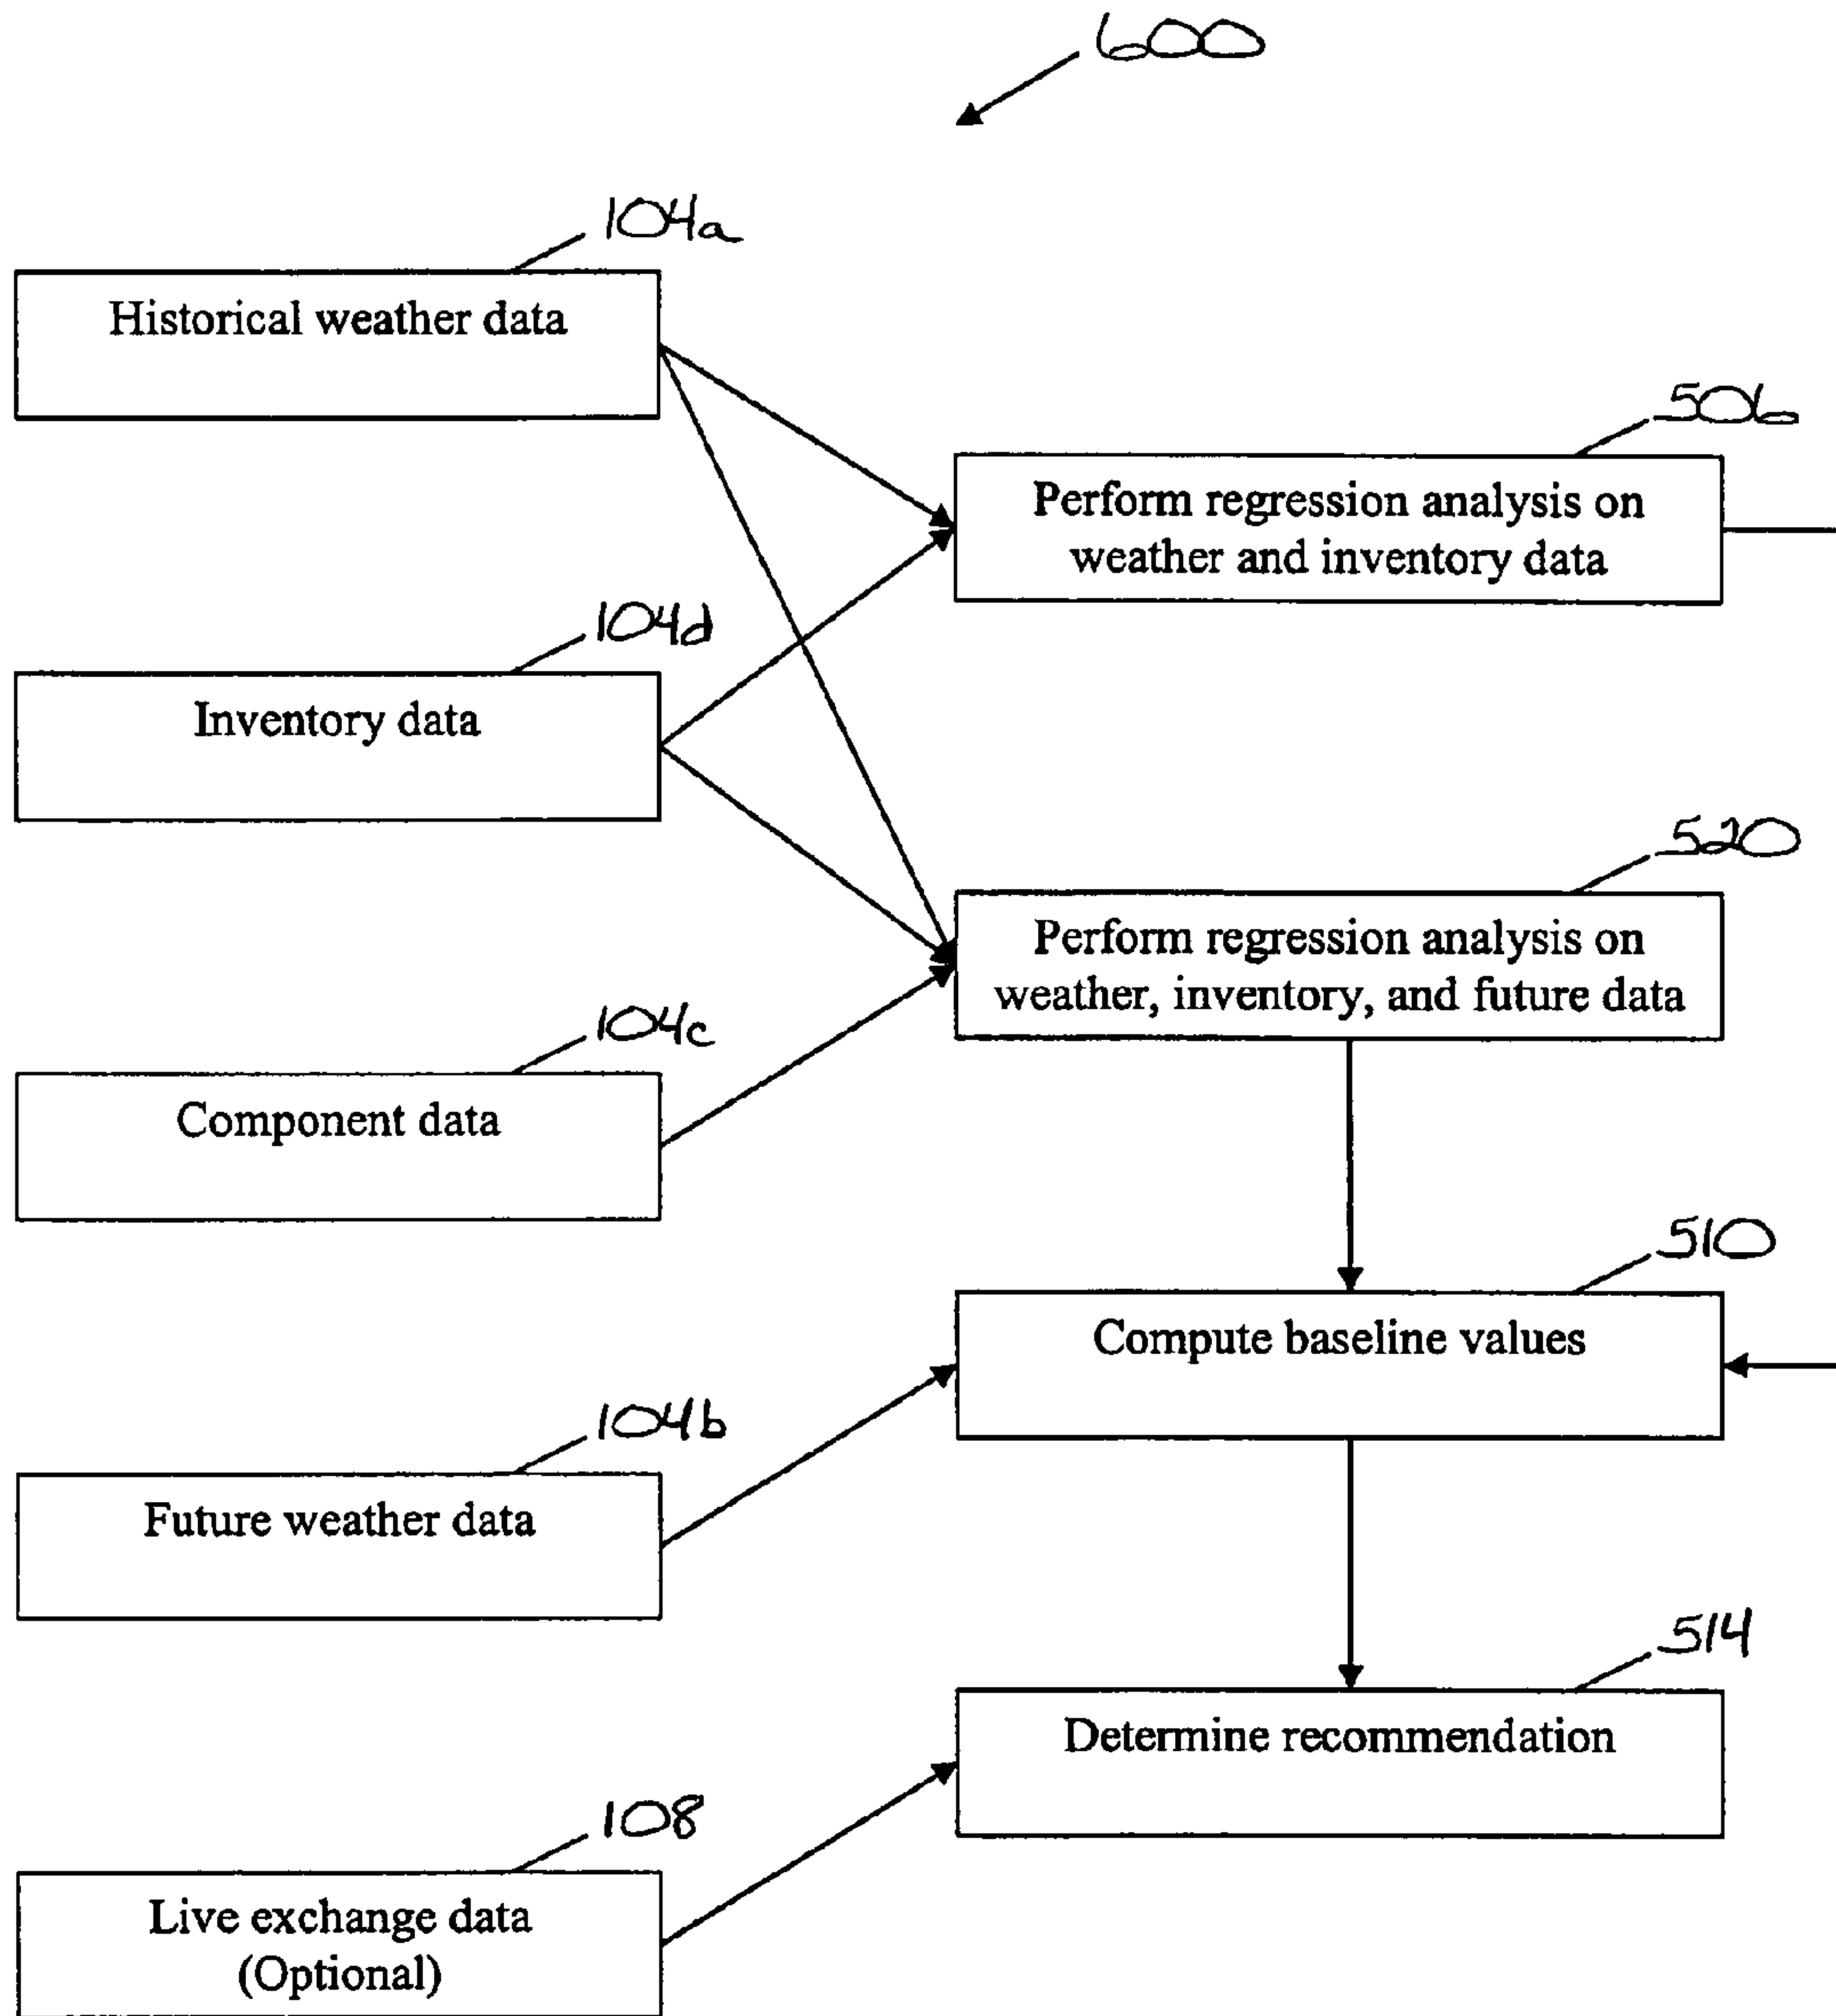 600
104a
Historical weather data
506
Perform regression analysis on
weather and inventory data
104d
Inventory data
520
Perform regression analysis on
weather, inventory, and future data
104c
Component data
510
Compute baseline values
104b
Future weather data
514
Determine recommendation
108
Live exchange data
(Optional)